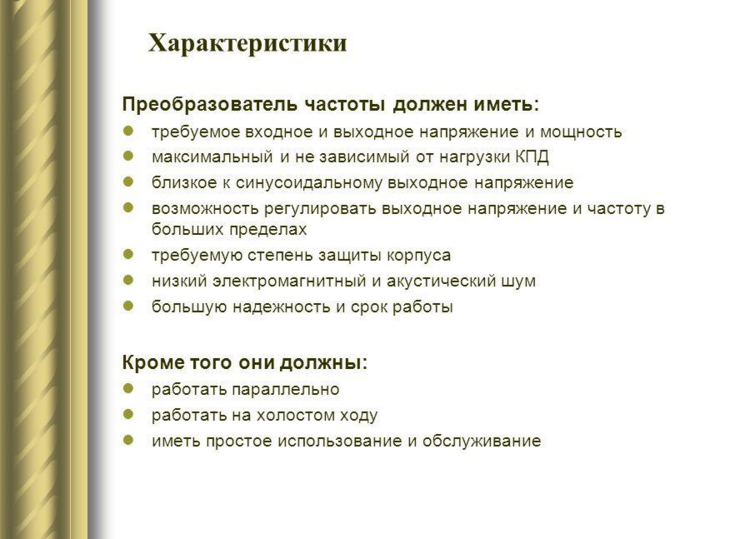 Характеристики
Преобразователь частоты должен иметь:
требуемое входное и выходное напряжение и мощность
максимальный и не зависимый от нагрузки КПД
близкое к синусоидальному выходное напряжение
возможность регулировать выходное напряжение и частоту в
больших пределах
требуемую степень защиты корпуса
низкий электромагнитный и акустический шум
большую надежность и срок работы
Кроме того они должны:
работать параллельно
работать на холостом ходу
иметь простое использование и обслуживание